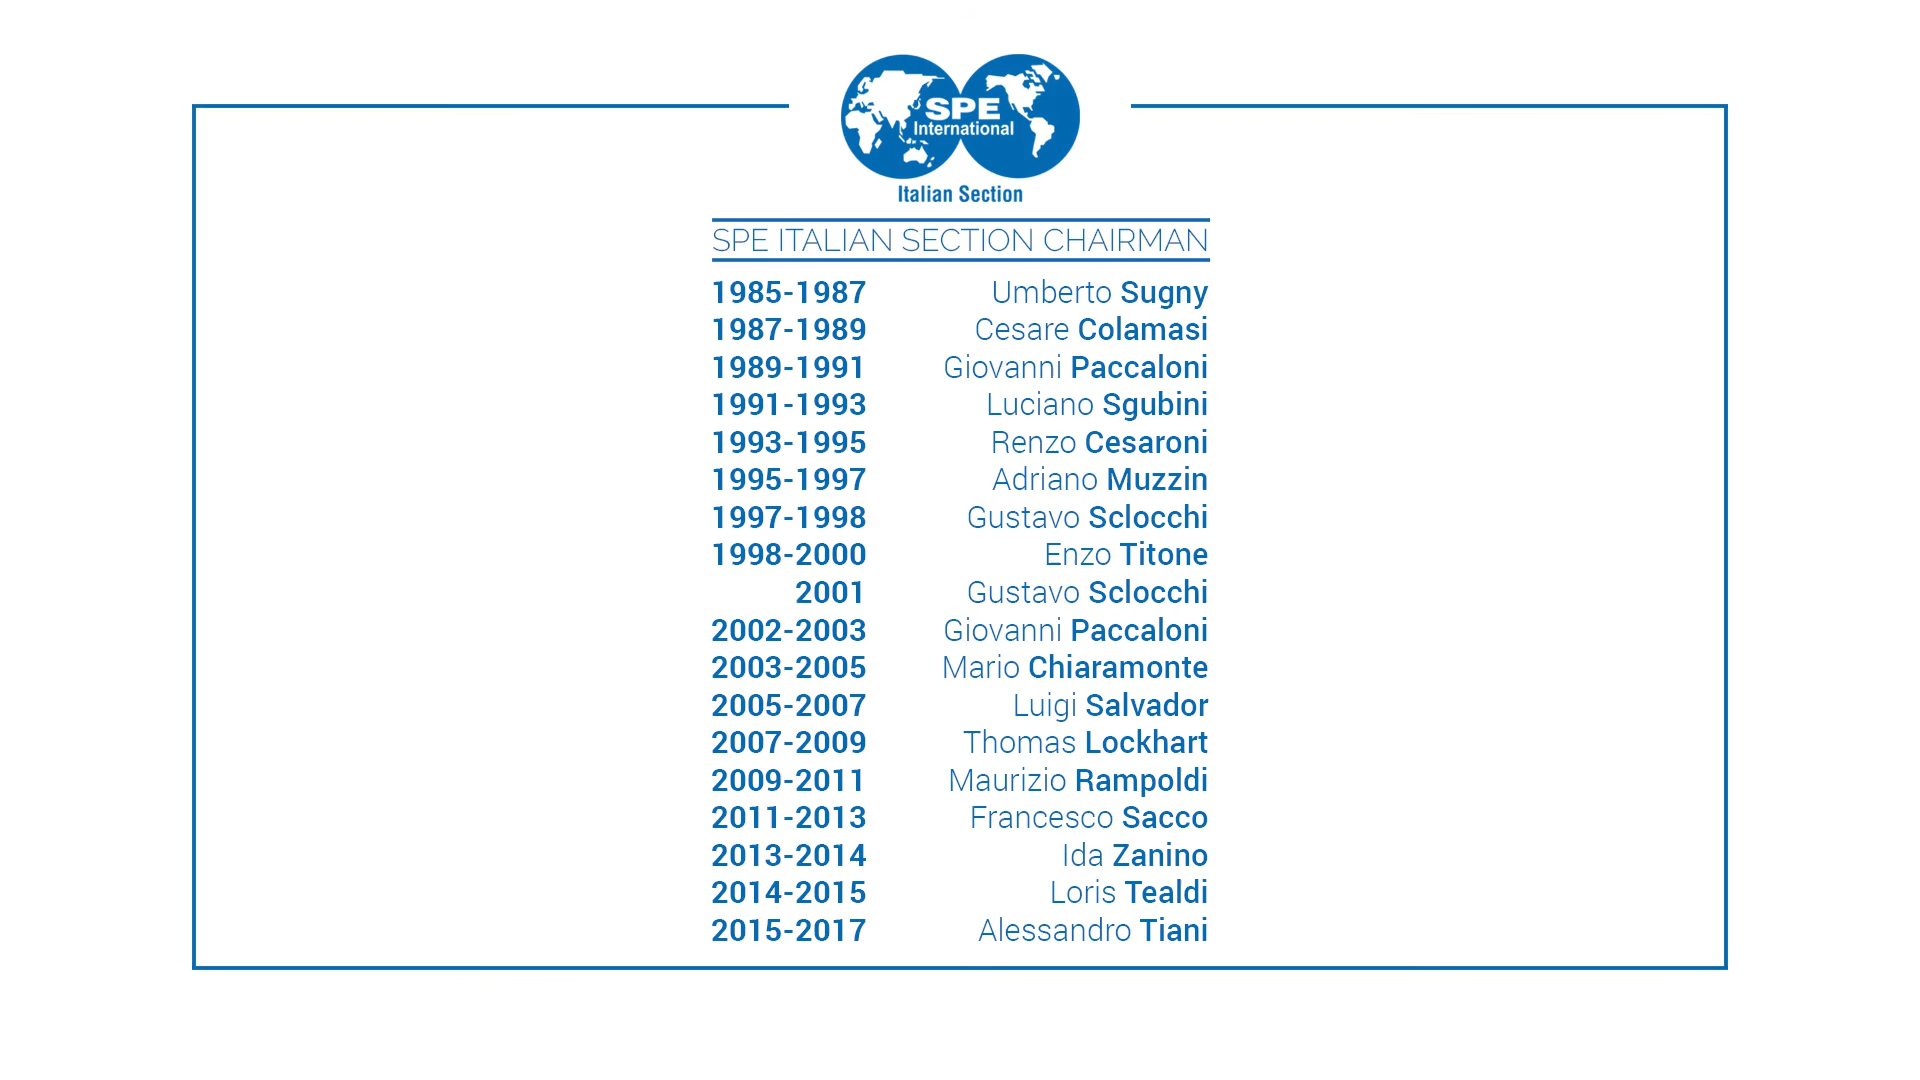 SPE
International
Italian Section
SPE ITALIAN SECTION CHAIRMAN
1985-1987 Umberto Sugny
1987-1989 Cesare Colamasi
1989-1991 Giovanni Paccaloni
1991-1993 Luciano Sgubini
1993-1995 Renzo Cesaroni
1995-1997 Adriano Muzzin
1997-1998 Gustavo Sclocchi
1998-2000 Enzo Titone
2001 Gustavo Sclocchi
2002-2003 Giovanni Paccaloni
2003-2005 Mario Chiaramonte
2005-2007 Luigi Salvador
2007-2009 Thomas Lockhart
2009-2011 Maurizio Rampoldi
2011-2013 Francesco Sacco
2013-2014 Ida Zanino
2014-2015 Loris Tealdi
2015-2017 Alessandro Tiani